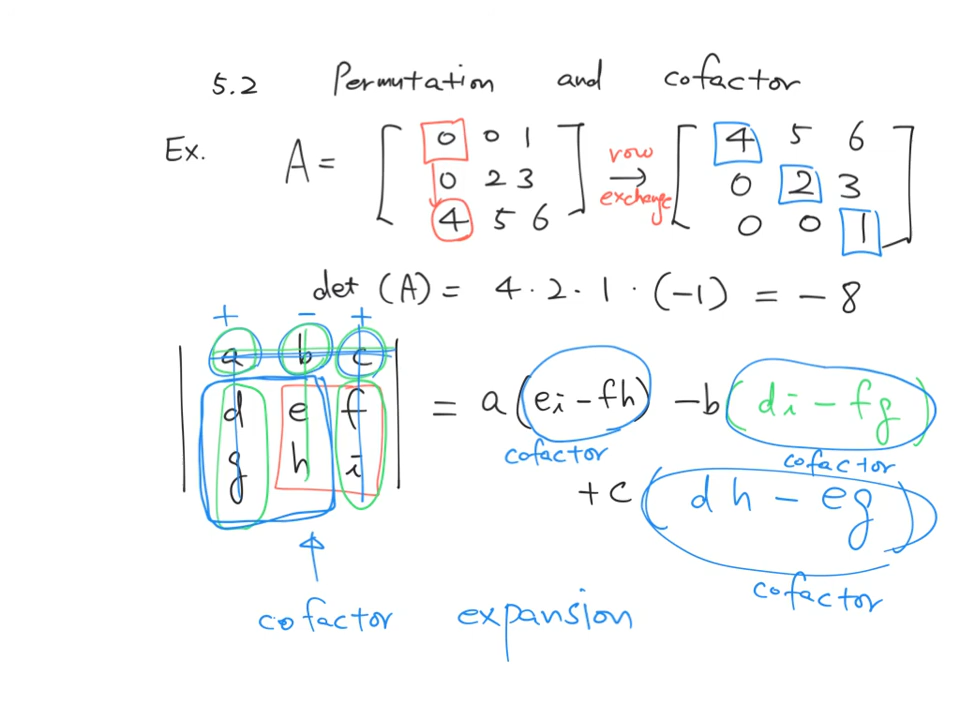 5.2 Permutation and cofactor
Ex. A = [ 0 0 1 row → exchange [ 4 5 6
0 2 3 0 2 3
4 5 6 ] 0 0 1 ]
det (A) = 4 · 2 · 1 · (-1) = - 8
+ - +
| a b c
d e f = a (ei - fh) - b (di - fg)
cofactor cofactor
g h i | + c (dh - eg)
cofactor
↑
cofactor expansion